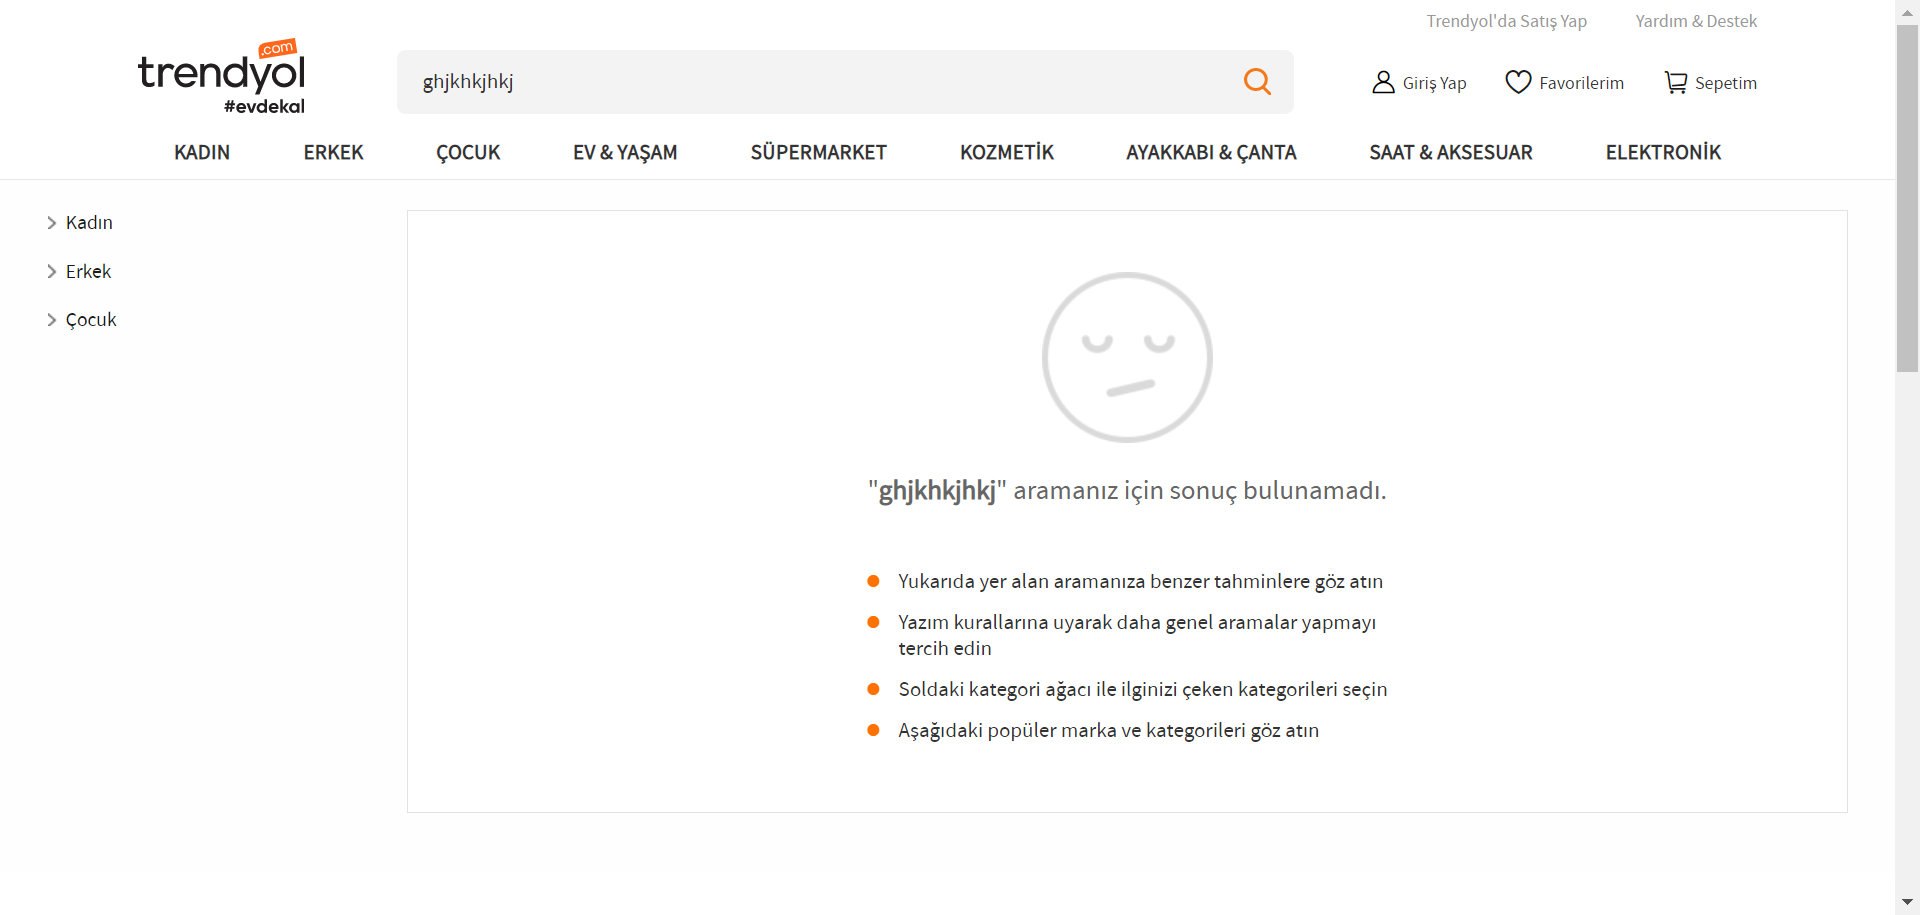 Trendyol'da Satış Yap
Yardım & Destek
.com
trendyol
#evdekal
ghjkhkjhkj
Giriş Yap
Favorilerim
Sepetim
KADIN
ERKEK
ÇOCUK
EV & YAŞAM
SÜPERMARKET
KOZMETİK
AYAKKABI & ÇANTA
SAAT & AKSESUAR
ELEKTRONİK
Kadın
Erkek
Çocuk
"ghjkhkjhkj" aramanız için sonuç bulunamadı.
Yukarıda yer alan aramanıza benzer tahminlere göz atın
Yazım kurallarına uyarak daha genel aramalar yapmayı
tercih edin
Soldaki kategori ağacı ile ilginizi çeken kategorileri seçin
Aşağıdaki popüler marka ve kategorileri göz atın